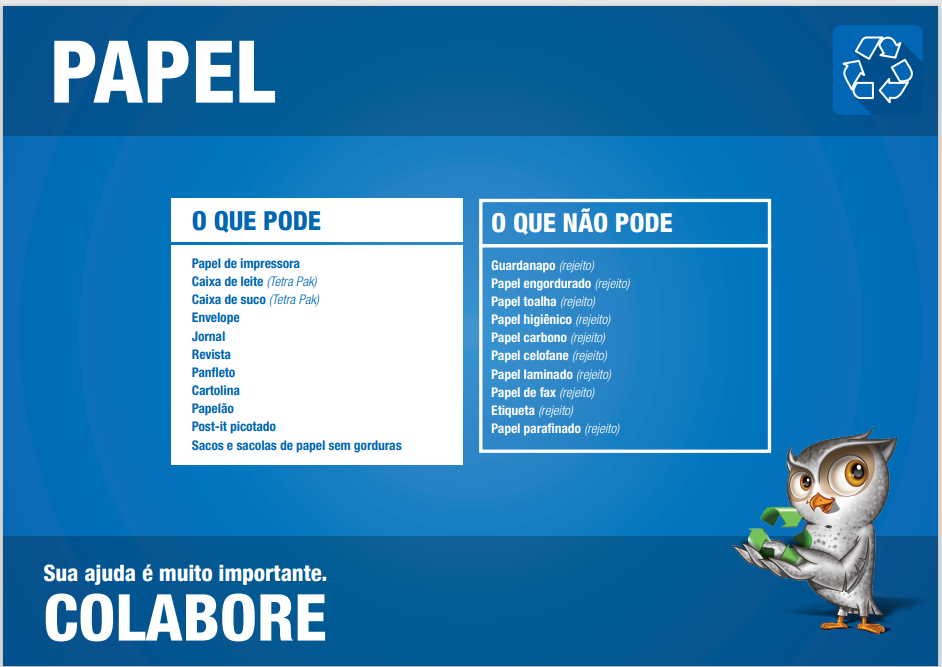 PAPEL
O QUE PODE
Papel de impressora
Caixa de leite (Tetra Pak)
Caixa de suco (Tetra Pak)
Envelope
Jornal
Revista
Panfleto
Cartolina
Papelão
Post-it picotado
Sacos e sacolas de papel sem gorduras
O QUE NÃO PODE
Guardanapo (rejeito)
Papel engordurado (rejeito)
Papel toalha (rejeito)
Papel higiênico (rejeito)
Papel carbono (rejeito)
Papel celofane (rejeito)
Papel laminado (rejeito)
Papel de fax (rejeito)
Etiqueta (rejeito)
Papel parafinado (rejeito)
Sua ajuda é muito importante.
COLABORE